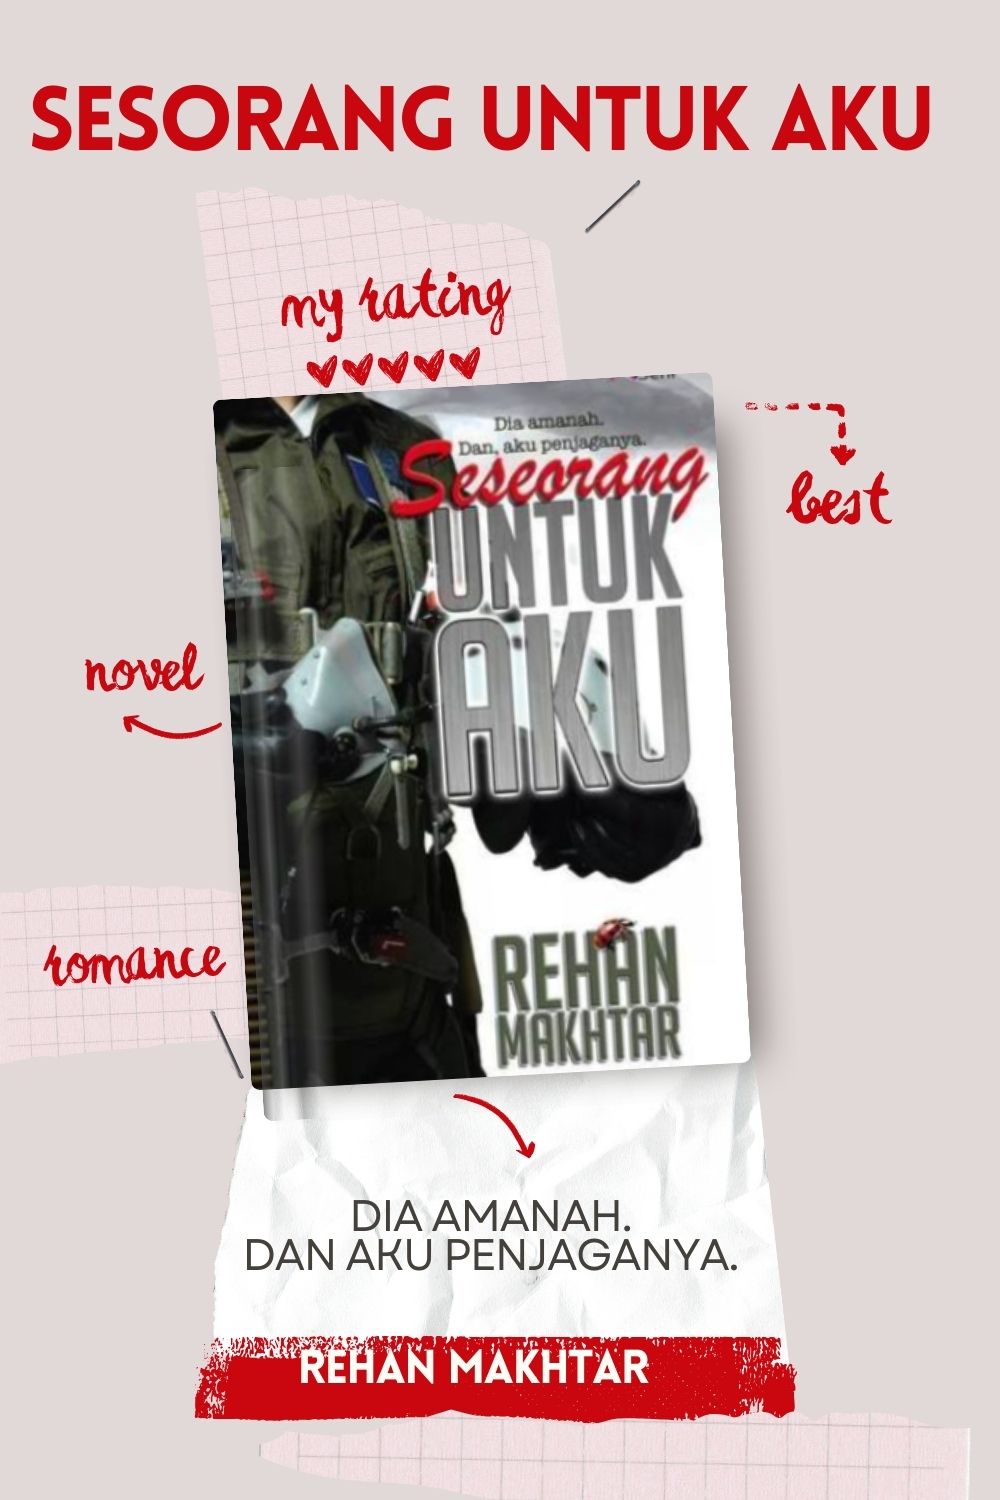 SESORANG UNTUK AKU
my rating
Dia amanah.
Dan, aku penjaganya.
Seseorang
UNTUK
AKU
best
novel
romance
REHAN
MAKHTAR
DIA AMANAH.
DAN AKU PENJAGANYA.
REHAN MAKHTAR